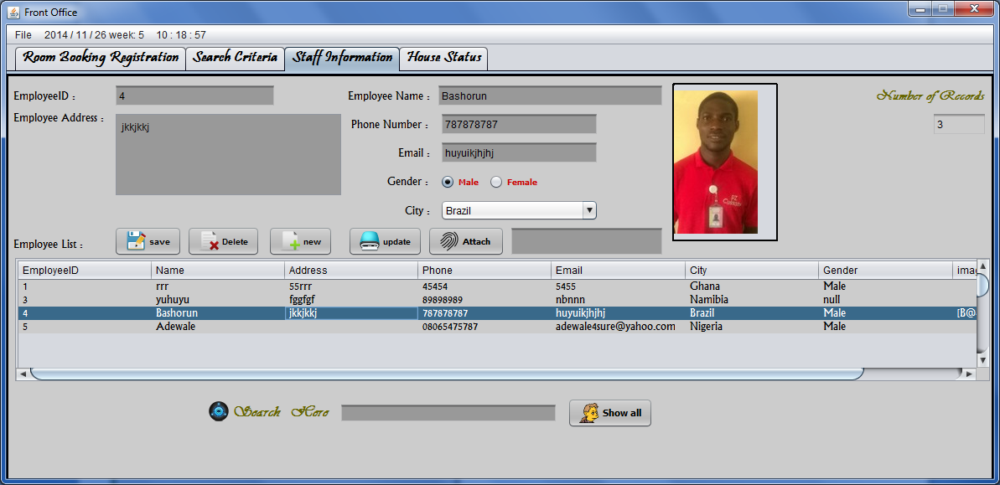 Front Office
File 2014 / 11 / 26 week: 5 10 : 18 : 57
Room Booking Registration Search Criteria Staff Information House Status
EmployeeID : 4 Employee Name : Bashorun Number of Records
Employee Address : jkkjkkj Phone Number : 787878787 3
Email : huyuikjhjhj
Gender : Male Female
PZ
Cussons
City : Brazil
Employee List : save Delete new update Attach
EmployeeID Name Address Phone Email City Gender imag
1 rrr 55rrr 45454 5455 Ghana Male
3 yuhuyu fggfgf 89898989 nbnnn Namibia null
4 Bashorun jkkjkkj 787878787 huyuikjhjhj Brazil Male [B@
5 Adewale 08065475787 adewale4sure@yahoo.com Nigeria Male
Search Here Show all